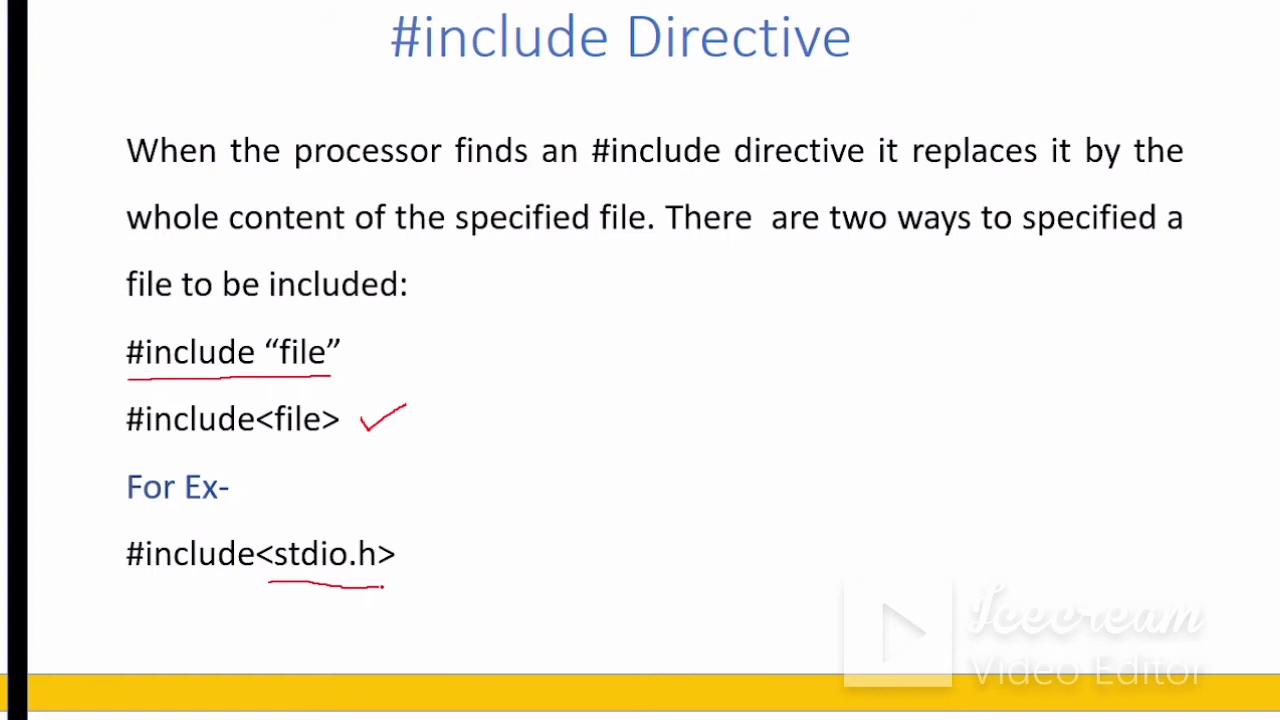 #include Directive
When the processor finds an #include directive it replaces it by the
whole content of the specified file. There are two ways to specified a
file to be included:
#include “file”
#include<file>
For Ex-
#include<stdio.h>
Icecream
Video Editor